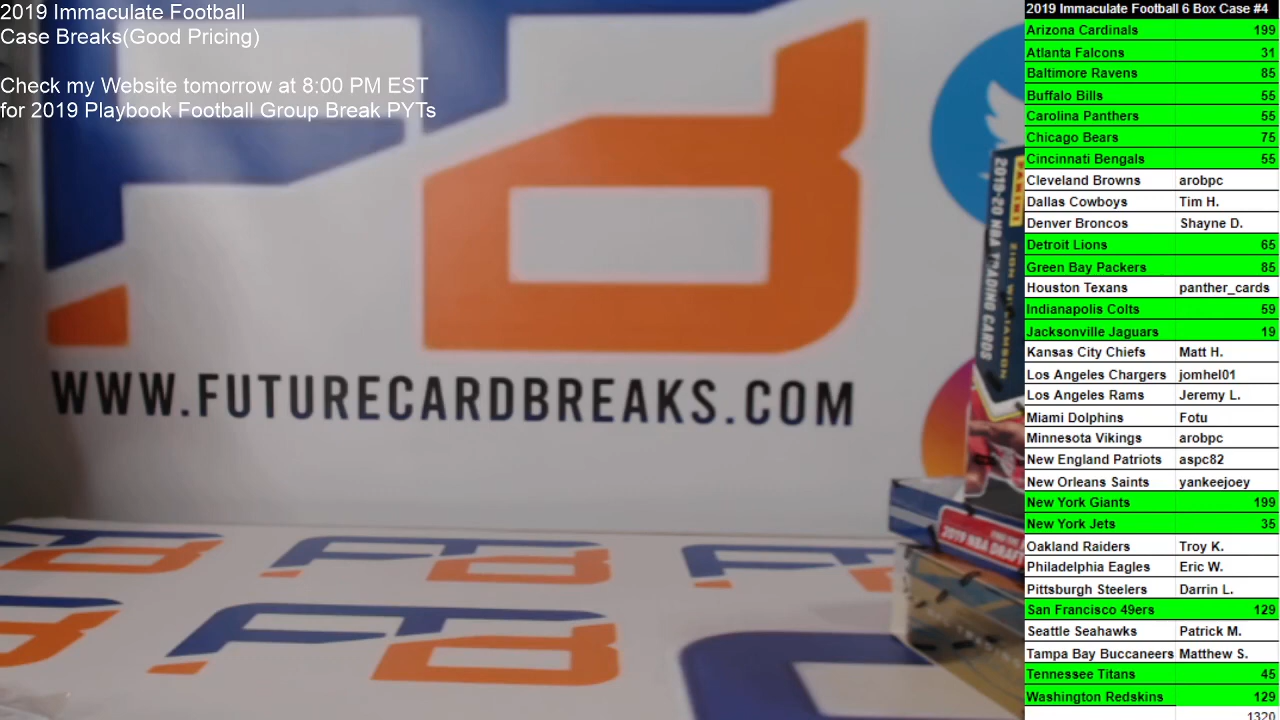 2019 Immaculate Football
Case Breaks(Good Pricing)
Check my Website tomorrow at 8:00 PM EST
for 2019 Playbook Football Group Break PYTs
WWW.FUTURECARDBREAKS.COM
PANINI
2019-20 NBA TRADING CARDS
ZION WILLIAMSON
2019 NBA DRAFT
2019 Immaculate Football 6 Box Case #4
Arizona Cardinals 199
Atlanta Falcons 31
Baltimore Ravens 85
Buffalo Bills 55
Carolina Panthers 55
Chicago Bears 75
Cincinnati Bengals 55
Cleveland Browns arobpc
Dallas Cowboys Tim H.
Denver Broncos Shayne D.
Detroit Lions 65
Green Bay Packers 85
Houston Texans panther_cards
Indianapolis Colts 59
Jacksonville Jaguars 19
Kansas City Chiefs Matt H.
Los Angeles Chargers jomhel01
Los Angeles Rams Jeremy L.
Miami Dolphins Fotu
Minnesota Vikings arobpc
New England Patriots aspc82
New Orleans Saints yankeejoey
New York Giants 199
New York Jets 35
Oakland Raiders Troy K.
Philadelphia Eagles Eric W.
Pittsburgh Steelers Darrin L.
San Francisco 49ers 129
Seattle Seahawks Patrick M.
Tampa Bay Buccaneers Matthew S.
Tennessee Titans 45
Washington Redskins 129
1320